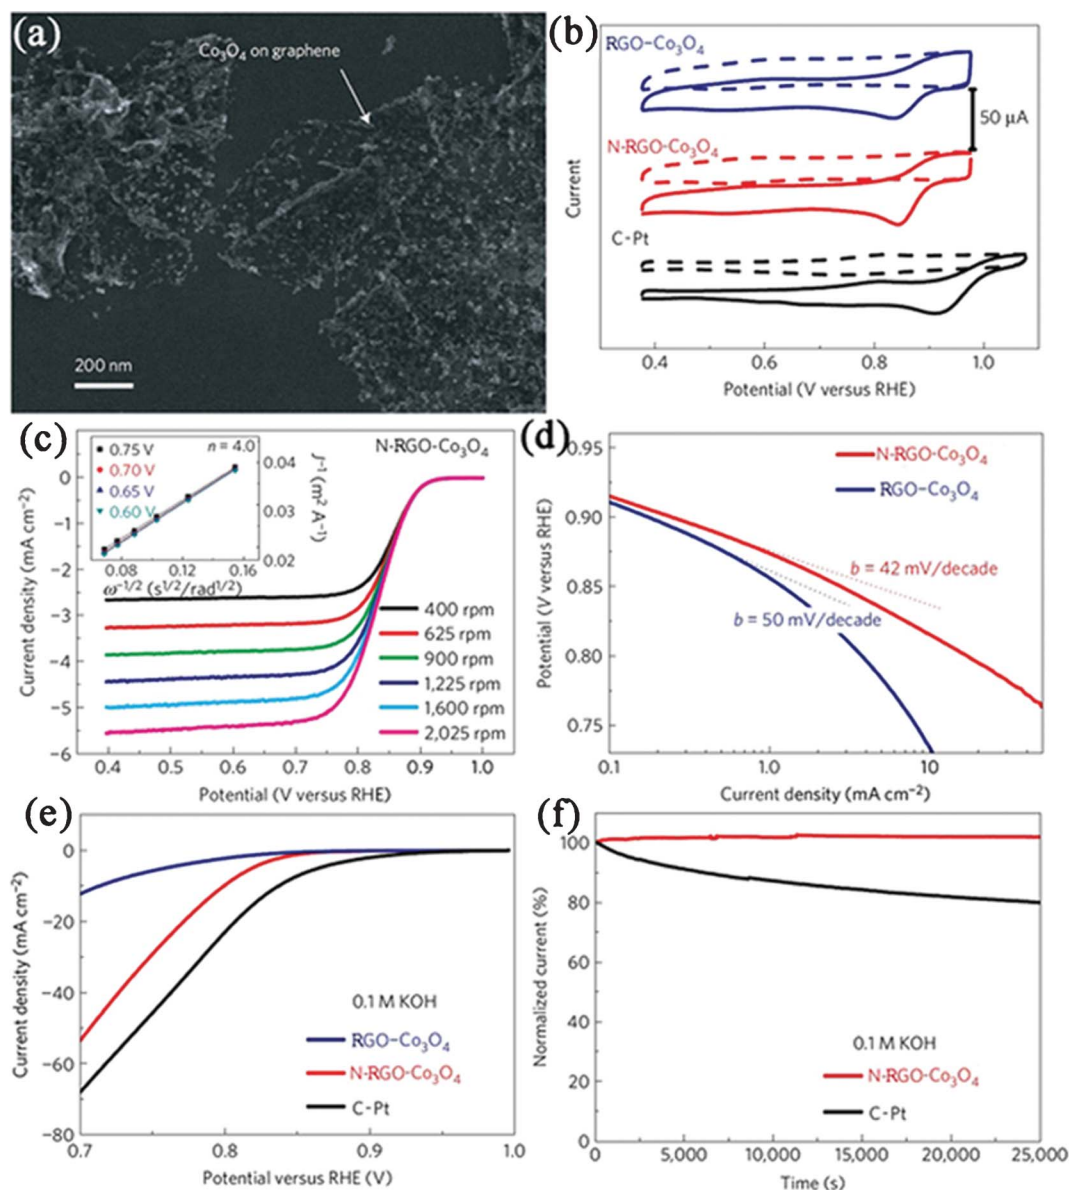 (a)
Co₃O₄ on graphene
200 nm
(b)
RGO–Co₃O₄
50 μA
N-RGO-Co₃O₄
C-Pt
Current
0.4 0.6 0.8 1.0
Potential (V versus RHE)
(c)
0.75 V
0.70 V
0.65 V
0.60 V
n = 4.0
0.04
0.03
0.02
J⁻¹ (m² A⁻¹)
0.08 0.12 0.16
ω⁻¹/² (s¹/²/rad¹/²)
N-RGO-Co₃O₄
400 rpm
625 rpm
900 rpm
1,225 rpm
1,600 rpm
2,025 rpm
Current density (mA cm⁻²)
0
−1
−2
−3
−4
−5
−6
0.4 0.5 0.6 0.7 0.8 0.9 1.0
Potential (V versus RHE)
(d)
N-RGO-Co₃O₄
RGO–Co₃O₄
b = 42 mV/decade
b = 50 mV/decade
Potential (V versus RHE)
0.95
0.90
0.85
0.80
0.75
0.1 1.0 10
Current density (mA cm⁻²)
(e)
Current density (mA cm⁻²)
0
−20
−40
−60
−80
0.1 M KOH
RGO–Co₃O₄
N-RGO-Co₃O₄
C-Pt
0.7 0.8 0.9 1.0
Potential versus RHE (V)
(f)
Normalized current (%)
100
80
60
40
20
0
0.1 M KOH
N-RGO-Co₃O₄
C-Pt
0 5,000 10,000 15,000 20,000 25,000
Time (s)